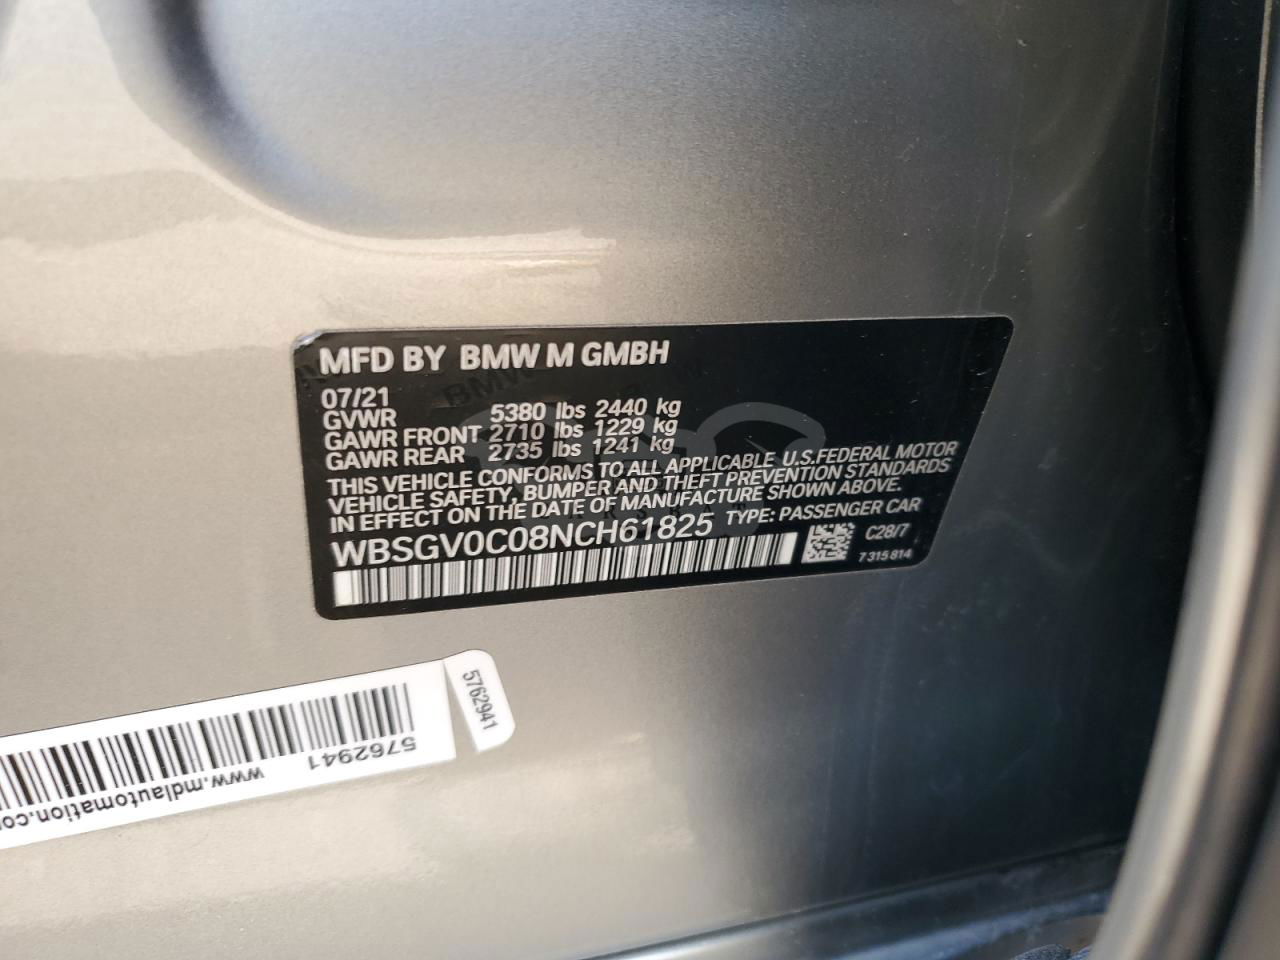 MFD BY BMW M GMBH
07/21
GVWR 5380 lbs 2440 kg
GAWR FRONT 2710 lbs 1229 kg
GAWR REAR 2735 lbs 1241 kg
THIS VEHICLE CONFORMS TO ALL APPLICABLE U.S.FEDERAL MOTOR
VEHICLE SAFETY, BUMPER AND THEFT PREVENTION STANDARDS
IN EFFECT ON THE DATE OF MANUFACTURE SHOWN ABOVE.
WBSGV0C08NCH61825 TYPE: PASSENGER CAR
C28/7
7 315 814
5762941
5762941
www.mdlautomation.co